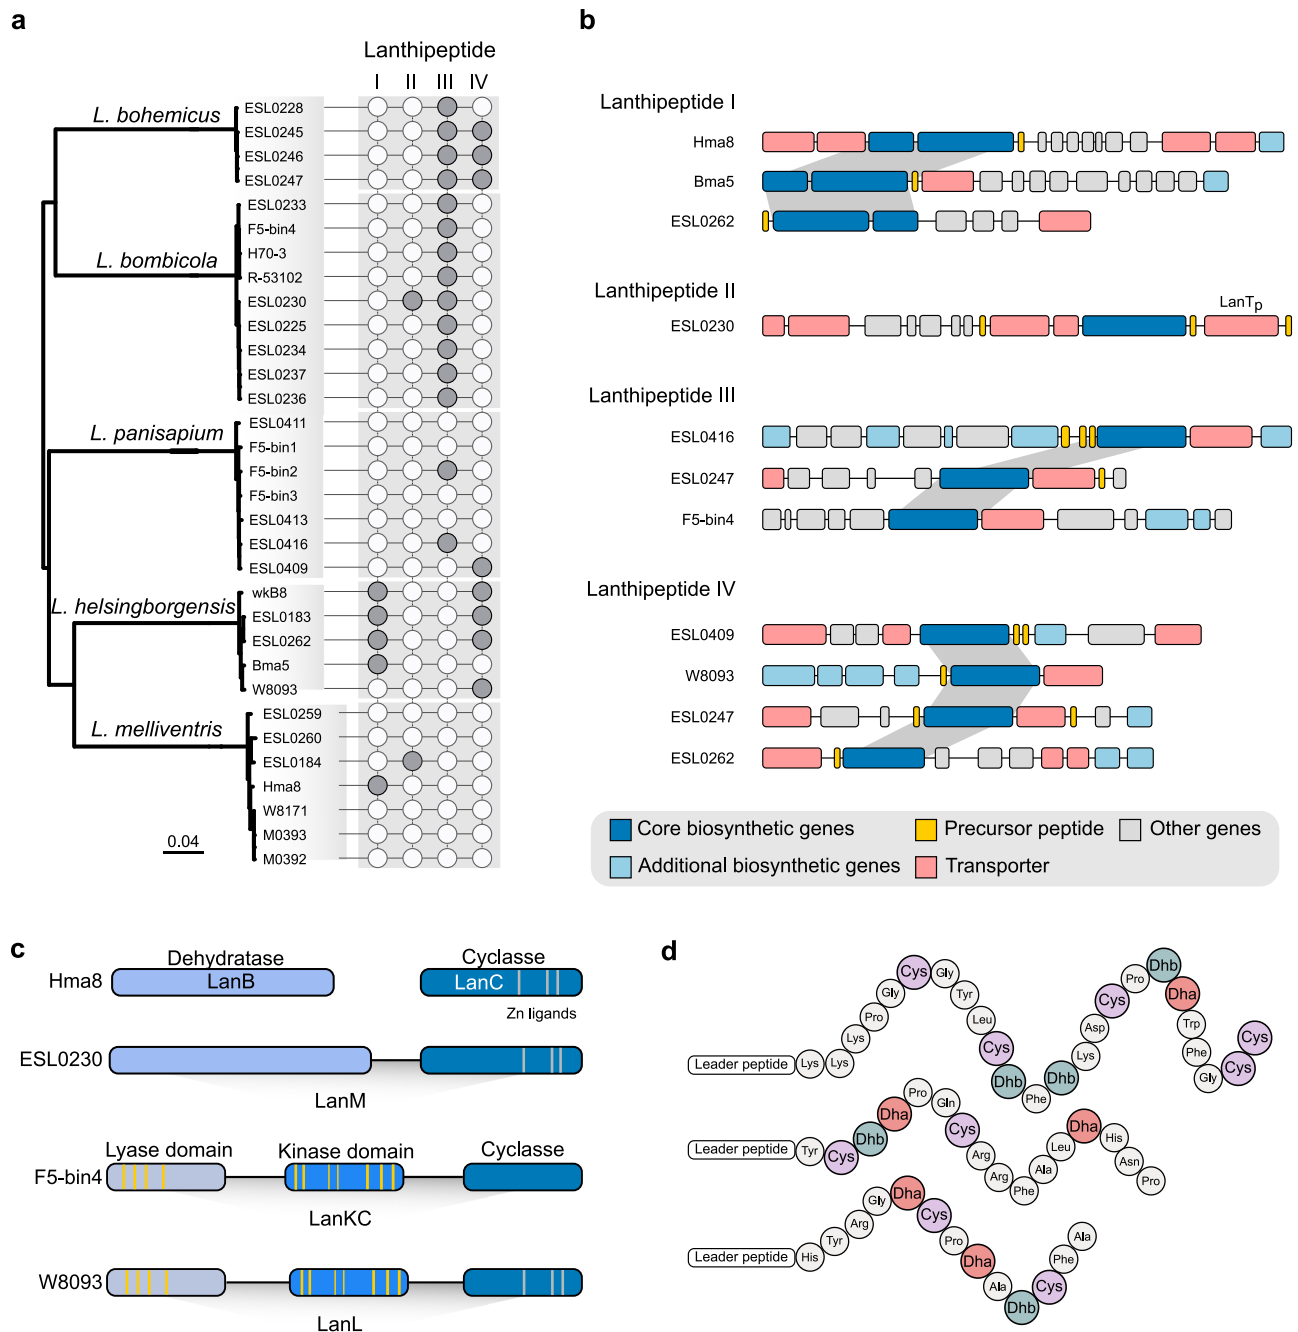 a
Lanthipeptide
I II III IV
L. bohemicus
ESL0228
ESL0245
ESL0246
ESL0247
L. bombicola
ESL0233
F5-bin4
H70-3
R-53102
ESL0230
ESL0225
ESL0234
ESL0237
ESL0236
L. panisapium
ESL0411
F5-bin1
F5-bin2
F5-bin3
ESL0413
ESL0416
ESL0409
L. helsingborgensis
wkB8
ESL0183
ESL0262
Bma5
W8093
L. melliventris
ESL0259
ESL0260
ESL0184
Hma8
W8171
M0393
M0392
0.04
b
Lanthipeptide I
Hma8
Bma5
ESL0262
Lanthipeptide II
LanTp
ESL0230
Lanthipeptide III
ESL0416
ESL0247
F5-bin4
Lanthipeptide IV
ESL0409
W8093
ESL0247
ESL0262
Core biosynthetic genes
Precursor peptide
Other genes
Additional biosynthetic genes
Transporter
c
Dehydratase
Cyclasse
Hma8
LanB
LanC
Zn ligands
ESL0230
LanM
Lyase domain
Kinase domain
Cyclasse
F5-bin4
LanKC
W8093
LanL
d
Leader peptide
Lys
Lys
Lys
Pro
Gly
Cys
Gly
Tyr
Leu
Cys
Dhb
Phe
Dhb
Lys
Asp
Cys
Pro
Dhb
Dha
Trp
Phe
Gly
Cys
Cys
Leader peptide
Tyr
Cys
Dhb
Dha
Pro
Gln
Cys
Arg
Arg
Phe
Ala
Leu
Dha
His
Asn
Pro
Leader peptide
His
Tyr
Arg
Gly
Dha
Cys
Pro
Dha
Ala
Dhb
Cys
Phe
Ala